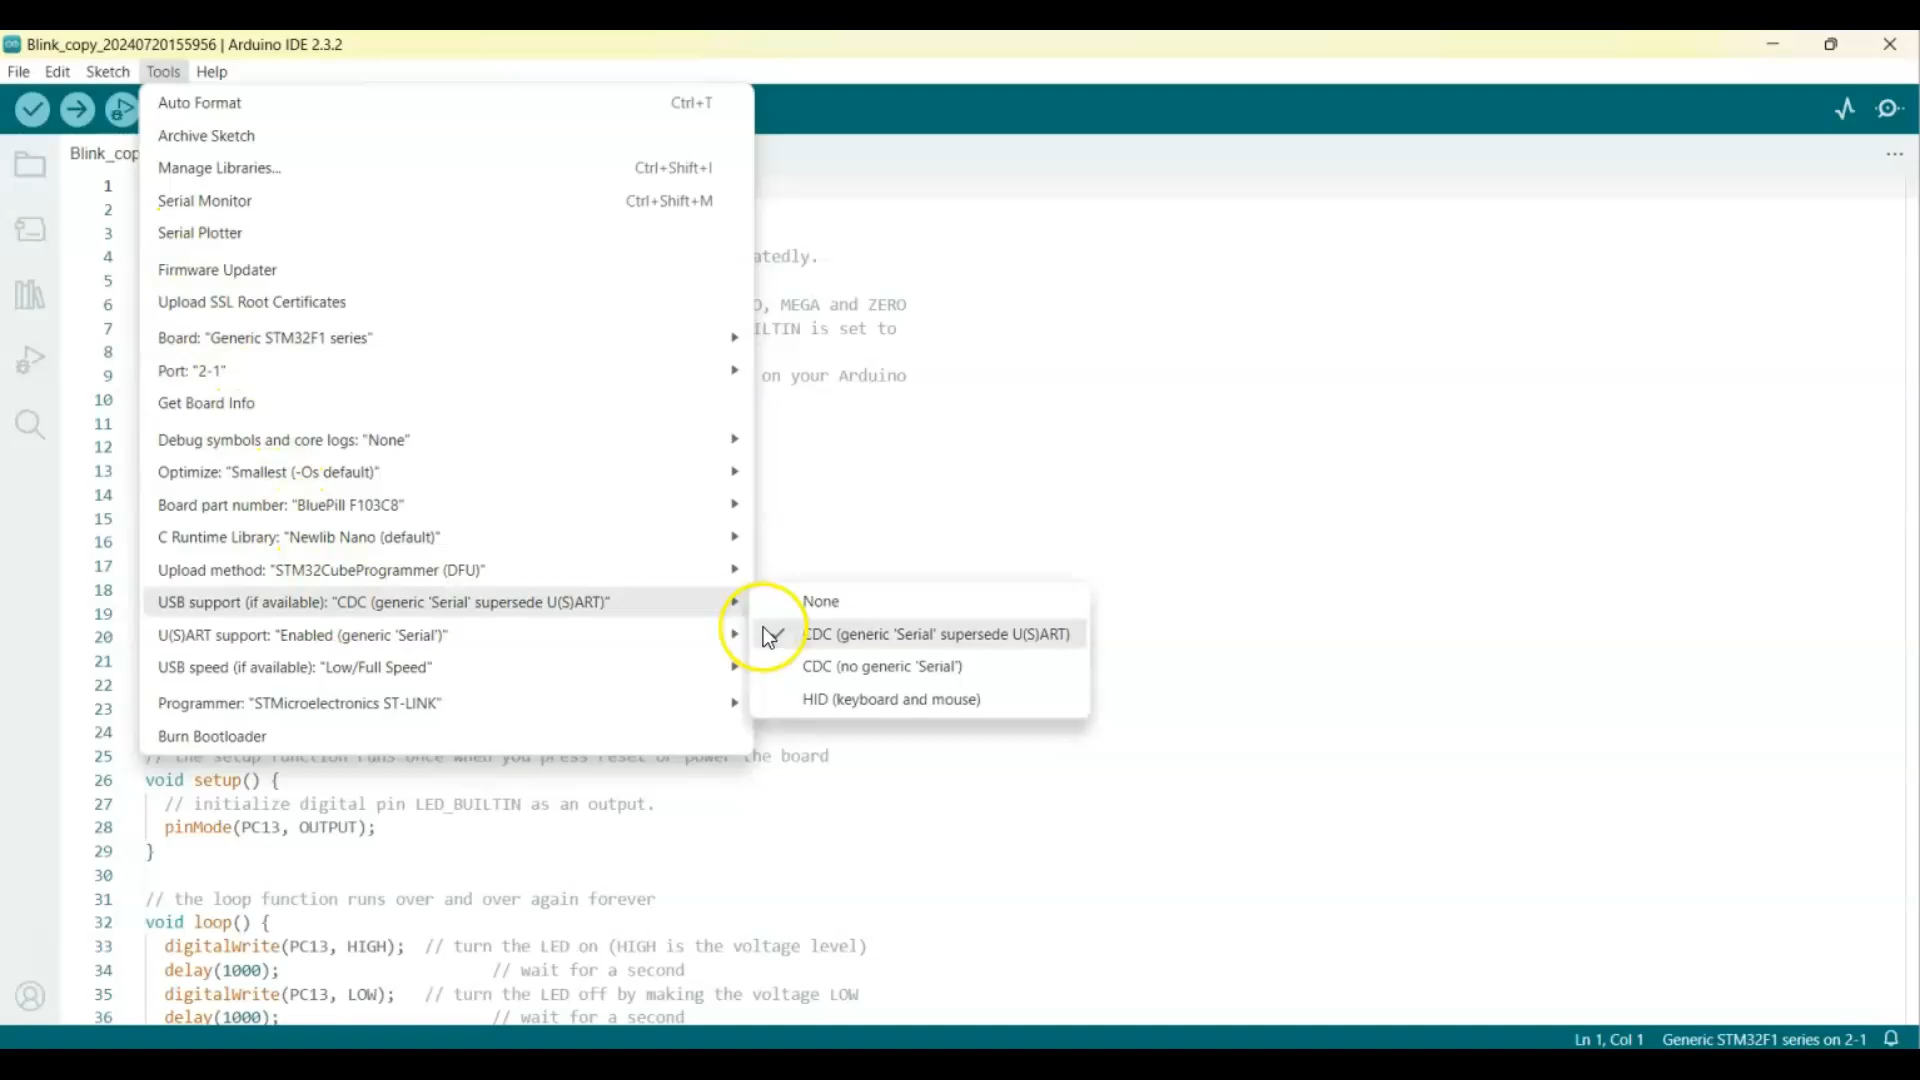 Blink_copy_20240720155956 | Arduino IDE 2.3.2
File Edit Sketch Tools Help
Auto Format Ctrl+T
Archive Sketch
Blink_cop
Manage Libraries... Ctrl+Shift+I
1
Serial Monitor Ctrl+Shift+M
2
Serial Plotter
3
4 atedly.
Firmware Updater
5
Upload SSL Root Certificates
6 O, MEGA and ZERO
7 ILTIN is set to
Board: "Generic STM32F1 series"
8
Port: "2-1"
9 on your Arduino
10
Get Board Info
11
12
Debug symbols and core logs: "None"
13
Optimize: "Smallest (-Os default)"
14
Board part number: "BluePill F103C8"
15
C Runtime Library: "Newlib Nano (default)"
16
17
Upload method: "STM32CubeProgrammer (DFU)"
18
USB support (if available): "CDC (generic 'Serial' supersede U(S)ART)" None
19
U(S)ART support: "Enabled (generic 'Serial')" CDC (generic 'Serial' supersede U(S)ART)
20
21
USB speed (if available): "Low/Full Speed" CDC (no generic 'Serial')
22
Programmer: "STMicroelectronics ST-LINK" HID (keyboard and mouse)
23
24
Burn Bootloader
25 // the setup function runs once when you press reset or power the board
26 void setup() {
27 // initialize digital pin LED_BUILTIN as an output.
28 pinMode(PC13, OUTPUT);
29 }
30
31 // the loop function runs over and over again forever
32 void loop() {
33 digitalWrite(PC13, HIGH); // turn the LED on (HIGH is the voltage level)
34 delay(1000); // wait for a second
35 digitalWrite(PC13, LOW); // turn the LED off by making the voltage LOW
36 delay(1000); // wait for a second
Ln 1, Col 1 Generic STM32F1 series on 2-1